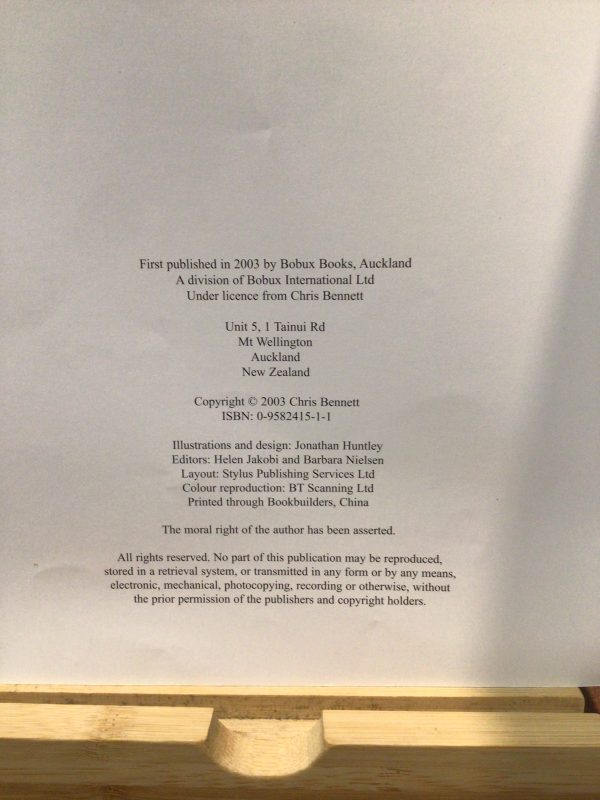 First published in 2003 by Bobux Books, Auckland
A division of Bobux International Ltd
Under licence from Chris Bennett
Unit 5, 1 Tainui Rd
Mt Wellington
Auckland
New Zealand
Copyright © 2003 Chris Bennett
ISBN: 0-9582415-1-1
Illustrations and design: Jonathan Huntley
Editors: Helen Jakobi and Barbara Nielsen
Layout: Stylus Publishing Services Ltd
Colour reproduction: BT Scanning Ltd
Printed through Bookbuilders, China
The moral right of the author has been asserted.
All rights reserved. No part of this publication may be reproduced,
stored in a retrieval system, or transmitted in any form or by any means,
electronic, mechanical, photocopying, recording or otherwise, without
the prior permission of the publishers and copyright holders.